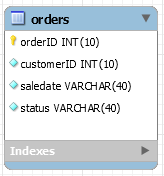 orders
orderID INT(10)
customerID INT(10)
saledate VARCHAR(40)
status VARCHAR(40)
Indexes